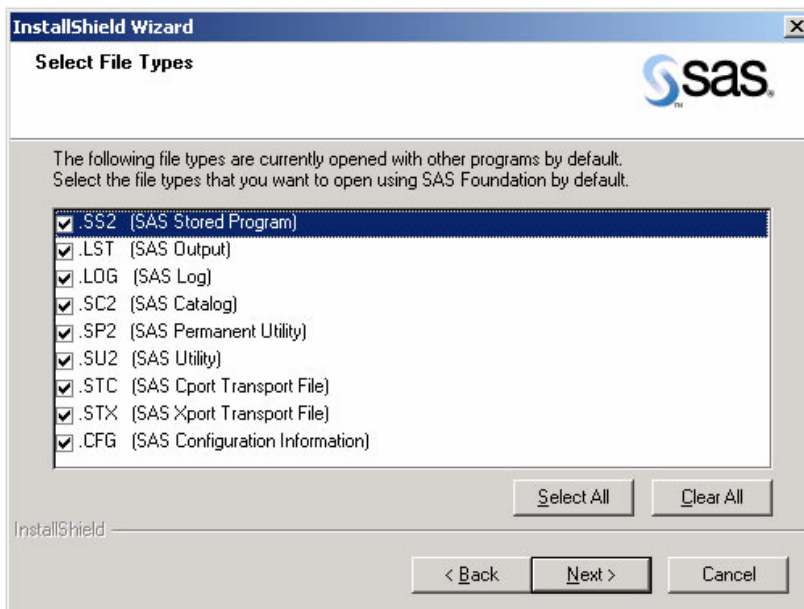 InstallShield Wizard
Select File Types
sas.
TM
®
The following file types are currently opened with other programs by default.
Select the file types that you want to open using SAS Foundation by default.
.SS2 (SAS Stored Program)
.LST (SAS Output)
.LOG (SAS Log)
.SC2 (SAS Catalog)
.SP2 (SAS Permanent Utility)
.SU2 (SAS Utility)
.STC (SAS Cport Transport File)
.STX (SAS Xport Transport File)
.CFG (SAS Configuration Information)
Select All Clear All
InstallShield
< Back Next > Cancel